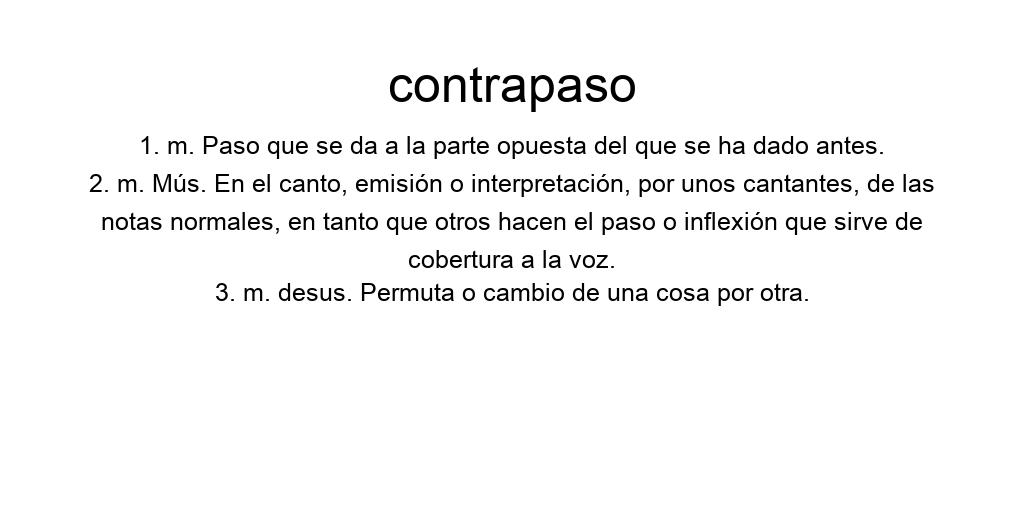 contrapaso
1. m. Paso que se da a la parte opuesta del que se ha dado antes.
2. m. Mús. En el canto, emisión o interpretación, por unos cantantes, de las
notas normales, en tanto que otros hacen el paso o inflexión que sirve de
cobertura a la voz.
3. m. desus. Permuta o cambio de una cosa por otra.